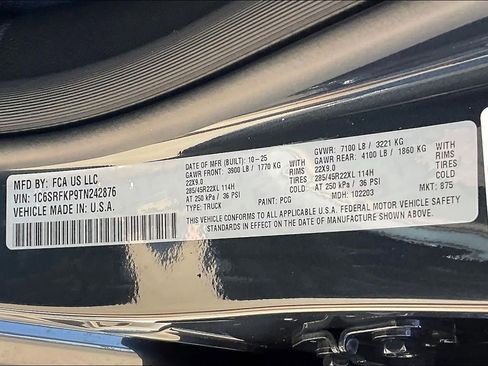 MFD BY: FCA US LLC
VIN: 1C6SRFKP9TN242876
VEHICLE MADE IN U.S.A.
DATE OF MFR (BUILT): 10-25
GAWR FRONT: 3900 LB / 1770 KG
22X9.0 WITH RIMS
285/45R22XL 114H TIRES
AT 250 kPa / 36 PSI COLD
TYPE: TRUCK PAINT: PCG
GVWR: 7100 LB / 3221 KG
GAWR REAR: 4100 LB / 1860 KG
22X9.0 WITH RIMS
285/45R22XL 114H TIRES
AT 250 kPa / 36 PSI COLD
MDH: 102203 MKT: 875
THIS VEHICLE CONFORMS TO ALL APPLICABLE U.S.A. FEDERAL MOTOR VEHICLE SAFETY
STANDARDS IN EFFECT ON THE DATE OF MANUFACTURE SHOWN ABOVE.